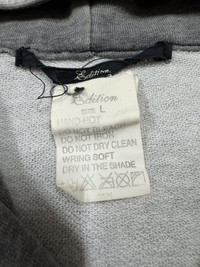 Edition
Edition
L
HAND-HOT
DO NOT BLEACH
DO NOT IRON
DO NOT DRY CLEAN
WRING SOFT
DRY IN THE SHADE